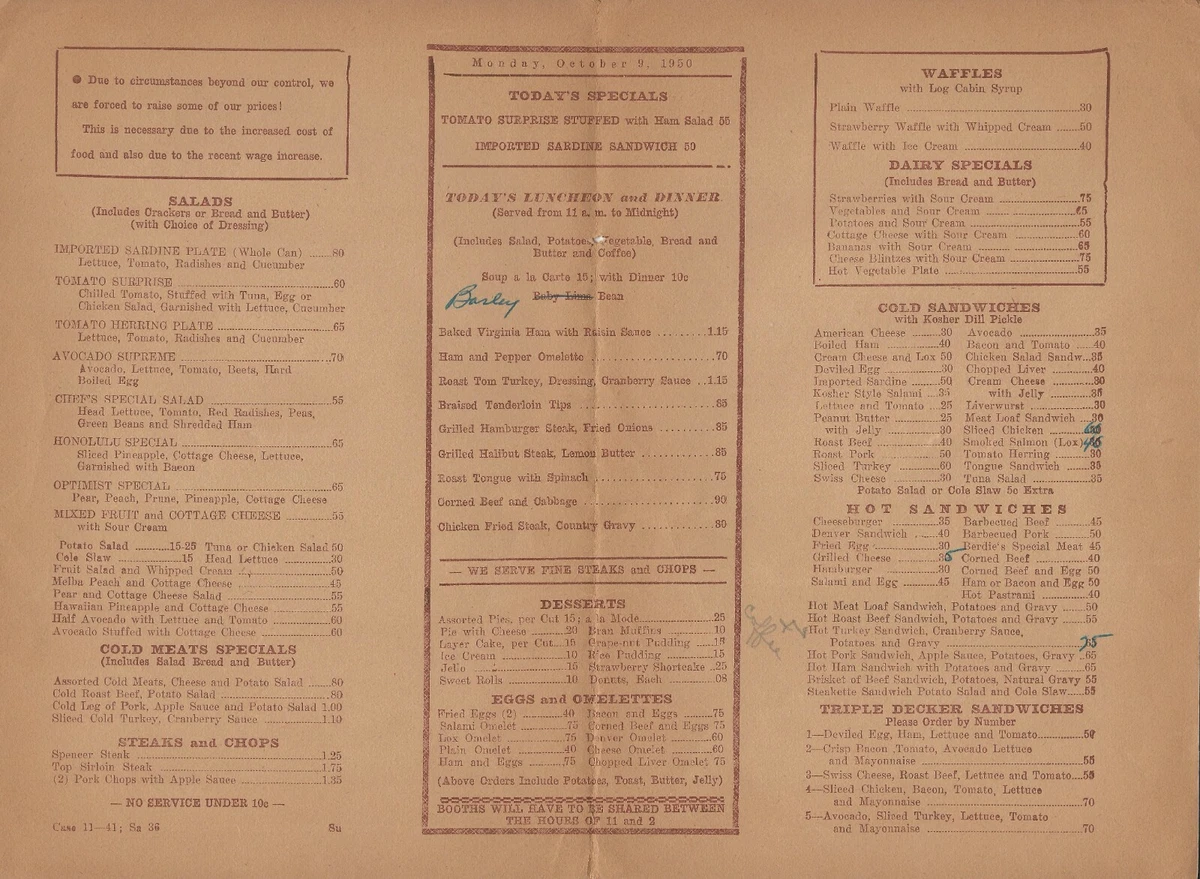 ● Due to circumstances beyond our control, we
are forced to raise some of our prices!
This is necessary due to the increased cost of
food and also due to the recent wage increase.
SALADS
(Includes Crackers or Bread and Butter)
(with Choice of Dressing)
IMPORTED SARDINE PLATE (Whole Can) ......80
Lettuce, Tomato, Radishes and Cucumber
TOMATO SURPRISE ......60
Chilled Tomato, Stuffed with Tuna, Egg or
Chicken Salad, Garnished with Lettuce, Cucumber
TOMATO HERRING PLATE ......65
Lettuce, Tomato, Radishes and Cucumber
AVOCADO SUPREME ......70
Avocado, Lettuce, Tomato, Beets, Hard
Boiled Egg
CHEF'S SPECIAL SALAD ......55
Head Lettuce, Tomato, Red Radishes, Peas,
Green Beans and Shredded Ham
HONOLULU SPECIAL ......65
Sliced Pineapple, Cottage Cheese, Lettuce,
Garnished with Bacon
OPTIMIST SPECIAL ......65
Pear, Peach, Prune, Pineapple, Cottage Cheese
MIXED FRUIT and COTTAGE CHEESE ......55
with Sour Cream
Potato Salad ......15-25 Tuna or Chicken Salad 50
Cole Slaw ......15 Head Lettuce ......30
Fruit Salad and Whipped Cream ......50
Melba Peach and Cottage Cheese ......45
Pear and Cottage Cheese Salad ......55
Hawaiian Pineapple and Cottage Cheese ......55
Half Avocado with Lettuce and Tomato ......60
Avocado Stuffed with Cottage Cheese ......60
COLD MEATS SPECIALS
(Includes Salad Bread and Butter)
Assorted Cold Meats, Cheese and Potato Salad ......80
Cold Roast Beef, Potato Salad ......80
Cold Leg of Pork, Apple Sauce and Potato Salad 1.00
Sliced Cold Turkey, Cranberry Sauce ......1.10
STEAKS and CHOPS
Spencer Steak ......1.25
Top Sirloin Steak ......1.75
(2) Pork Chops with Apple Sauce ......1.35
— NO SERVICE UNDER 10c —
Case 11—41; Sa 36 Su
Monday, October 9, 1950
TODAY'S SPECIALS
TOMATO SURPRISE STUFFED with Ham Salad 55
IMPORTED SARDINE SANDWICH 50
TODAY'S LUNCHEON and DINNER
(Served from 11 a. m. to Midnight)
(Includes Salad, Potatoes, Vegetable, Bread and
Butter and Coffee)
Soup a la Carte 15; with Dinner 10c
Barley Baby Lima Bean
Baked Virginia Ham with Raisin Sauce ......1.15
Ham and Pepper Omelette ......70
Roast Tom Turkey, Dressing, Cranberry Sauce ..1.15
Braised Tenderloin Tips ......85
Grilled Hamburger Steak, Fried Onions ......85
Grilled Halibut Steak, Lemon Butter ......85
Roast Tongue with Spinach ......75
Corned Beef and Cabbage ......90
Chicken Fried Steak, Country Gravy ......80
— WE SERVE FINE STEAKS and CHOPS —
DESSERTS
Assorted Pies, per Cut 15; a la Mode......25
Pie with Cheese ......20 Bran Muffins ......10
Layer Cake, per Cut...15 Grape-nut Pudding ....15
Ice Cream ......10 Rice Pudding ......15
Jello ......15 Strawberry Shortcake ..25
Sweet Rolls ......10 Donuts, Each ......08
EGGS and OMELETTES
Fried Eggs (2) ......40 Bacon and Eggs ......75
Salami Omelet ......75 Corned Beef and Eggs 75
Lox Omelet ......75 Denver Omelet ......60
Plain Omelet ......40 Cheese Omelet ......60
Ham and Eggs ......75 Chopped Liver Omelet 75
(Above Orders Include Potatoes, Toast, Butter, Jelly)
BOOTHS WILL HAVE TO BE SHARED BETWEEN
THE HOURS OF 11 and 2
WAFFLES
with Log Cabin Syrup
Plain Waffle ......30
Strawberry Waffle with Whipped Cream ......50
Waffle with Ice Cream ......40
DAIRY SPECIALS
(Includes Bread and Butter)
Strawberries with Sour Cream ......75
Vegetables and Sour Cream ......65
Potatoes and Sour Cream ......55
Cottage Cheese with Sour Cream ......60
Bananas with Sour Cream ......65
Cheese Blintzes with Sour Cream ......75
Hot Vegetable Plate ......55
COLD SANDWICHES
with Kosher Dill Pickle
American Cheese ......30 Avocado ......35
Boiled Ham ......40 Bacon and Tomato ......40
Cream Cheese and Lox 50 Chicken Salad Sandw...35
Deviled Egg ......30 Chopped Liver ......40
Imported Sardine ......50 Cream Cheese ......30
Kosher Style Salami ....35 with Jelly ......35
Lettuce and Tomato ...25 Liverwurst ......30
Peanut Butter ......25 Meat Loaf Sandwich ...30
with Jelly ......30 Sliced Chicken ......
Roast Beef ......40 Smoked Salmon (Lox)
Roast Pork ......50 Tomato Herring ......30
Sliced Turkey ......60 Tongue Sandwich ......35
Swiss Cheese ......30 Tuna Salad ......35
Potato Salad or Cole Slaw 5c Extra
HOT SANDWICHES
Cheeseburger ......35 Barbecued Beef ......45
Denver Sandwich ......40 Barbecued Pork ......50
Fried Egg ......30 Berdie's Special Meat 45
Grilled Cheese ......35 Corned Beef ......40
Hamburger ......30 Corned Beef and Egg 50
Salami and Egg ......45 Ham or Bacon and Egg 50
Hot Pastrami ......40
Hot Meat Loaf Sandwich, Potatoes and Gravy ......50
Hot Roast Beef Sandwich, Potatoes and Gravy ......55
Hot Turkey Sandwich, Cranberry Sauce,
Potatoes and Gravy ......75
Hot Pork Sandwich, Apple Sauce, Potatoes, Gravy ..65
Hot Ham Sandwich with Potatoes and Gravy ......65
Brisket of Beef Sandwich, Potatoes, Natural Gravy 55
Steakette Sandwich Potato Salad and Cole Slaw.....55
TRIPLE DECKER SANDWICHES
Please Order by Number
1—Deviled Egg, Ham, Lettuce and Tomato......50
2—Crisp Bacon ,Tomato, Avocado Lettuce
and Mayonnaise ......55
3—Swiss Cheese, Roast Beef, Lettuce and Tomato....55
4—Sliced Chicken, Bacon, Tomato, Lettuce
and Mayonnaise ......70
5—Avocado, Sliced Turkey, Lettuce, Tomato
and Mayonnaise ......70